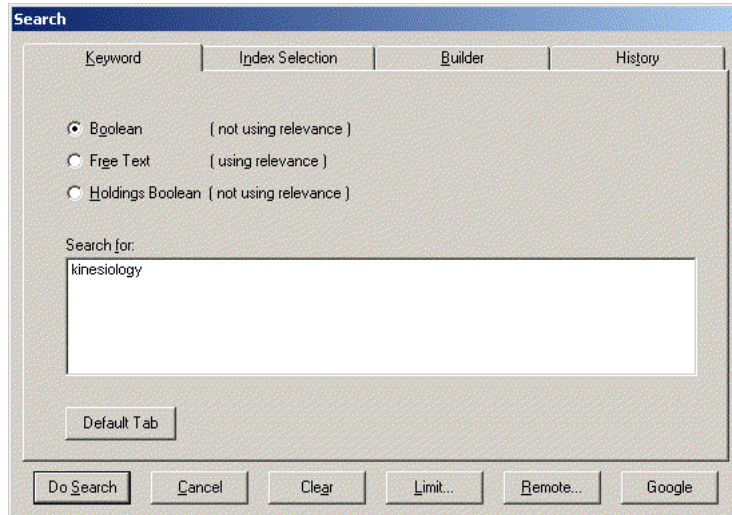 Search
Keyword Index Selection Builder History
Boolean ( not using relevance )
Free Text ( using relevance )
Holdings Boolean ( not using relevance )
Search for:
kinesiology
Default Tab
Do Search Cancel Clear Limit... Remote... Google